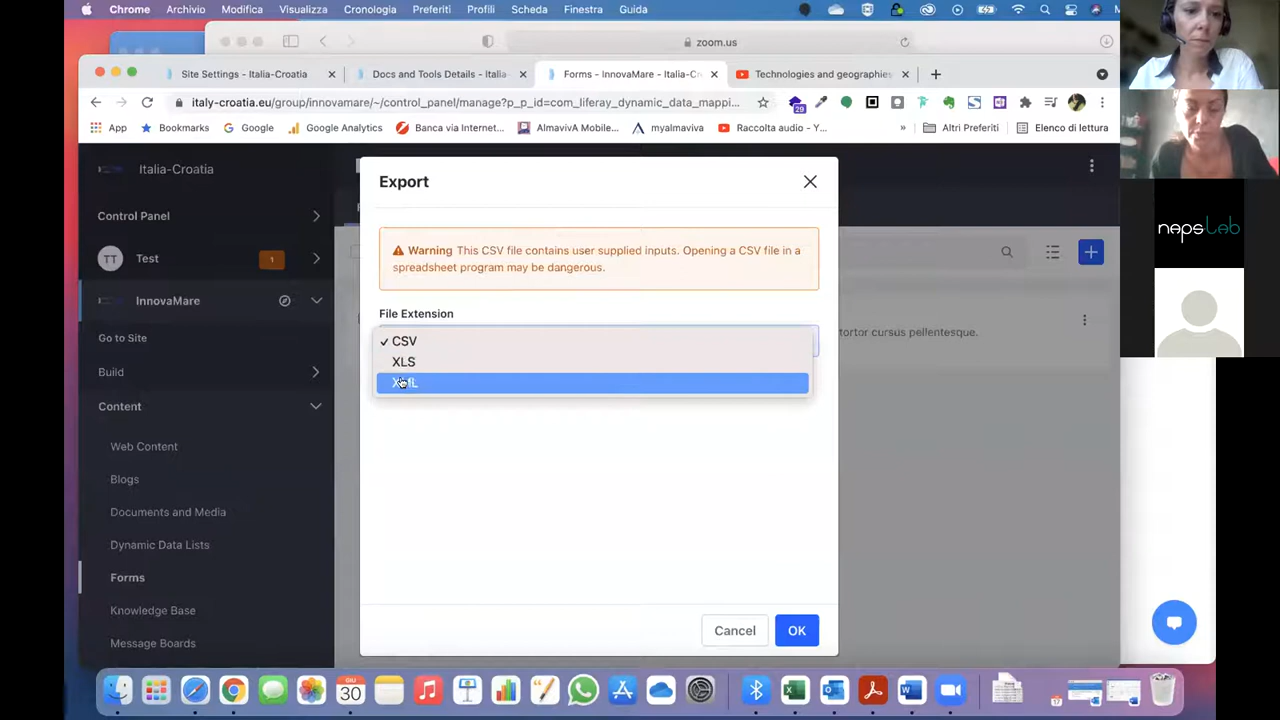 Chrome Archivio Modifica Visualizza Cronologia Preferiti Profili Scheda Finestra Guida
zoom.us
Site Settings - Italia-Croatia
Docs and Tools Details - Italia-
Forms - InnovaMare - Italia-Cr
Technologies and geographies
italy-croatia.eu/group/innovamare/~/control_panel/manage?p_p_id=com_liferay_dynamic_data_mappi...
29
App
Bookmarks
Google
Google Analytics
Banca via Internet...
AlmavivA Mobile...
myalmaviva
Raccolta audio - Y...
»
Altri Preferiti
Elenco di lettura
Italia-Croatia
Control Panel
TT
Test
1
InnovaMare
Go to Site
Build
Content
Web Content
Blogs
Documents and Media
Dynamic Data Lists
Forms
Knowledge Base
Message Boards
Export
Warning This CSV file contains user supplied inputs. Opening a CSV file in a
spreadsheet program may be dangerous.
File Extension
CSV
XLS
XML
tortor cursus pellentesque.
Cancel
OK
napslab
GIU
30
17